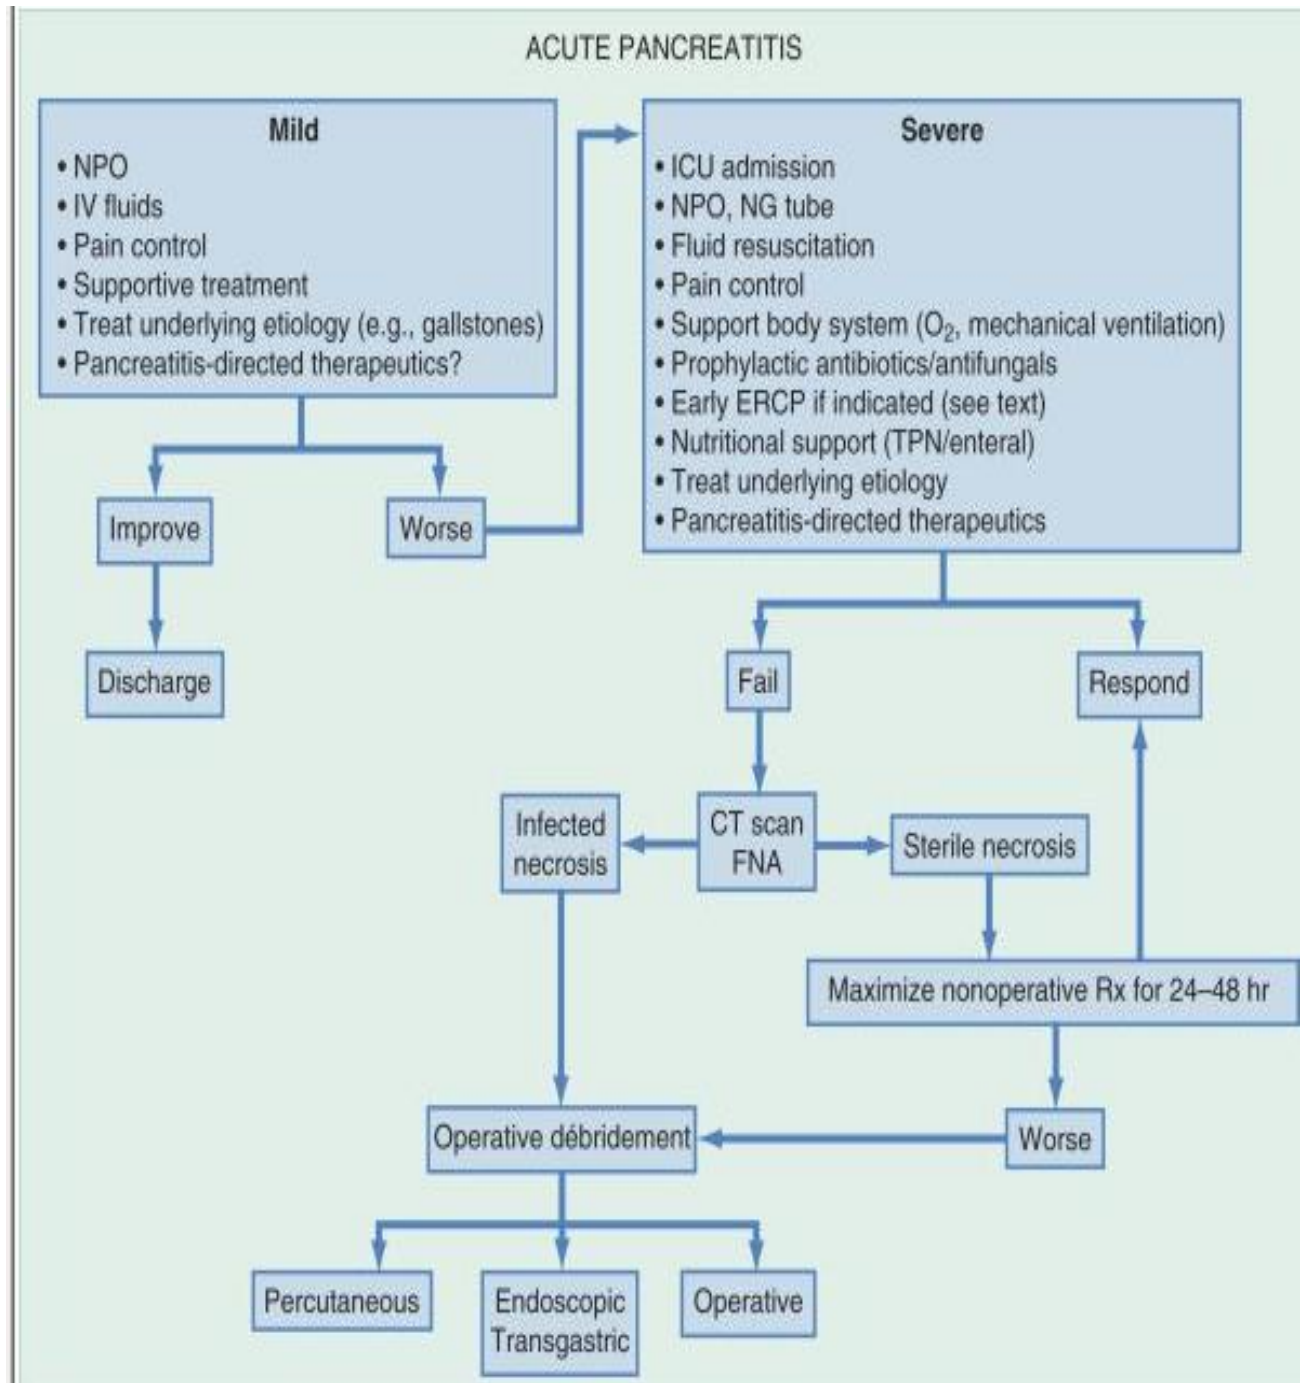 ACUTE PANCREATITIS
Mild
• NPO
• IV fluids
• Pain control
• Supportive treatment
• Treat underlying etiology (e.g., gallstones)
• Pancreatitis-directed therapeutics?
Severe
• ICU admission
• NPO, NG tube
• Fluid resuscitation
• Pain control
• Support body system (O₂, mechanical ventilation)
• Prophylactic antibiotics/antifungals
• Early ERCP if indicated (see text)
• Nutritional support (TPN/enteral)
• Treat underlying etiology
• Pancreatitis-directed therapeutics
Improve
Worse
Discharge
Fail
Respond
Infected
necrosis
CT scan
FNA
Sterile necrosis
Maximize nonoperative Rx for 24–48 hr
Operative débridement
Worse
Percutaneous
Endoscopic
Transgastric
Operative